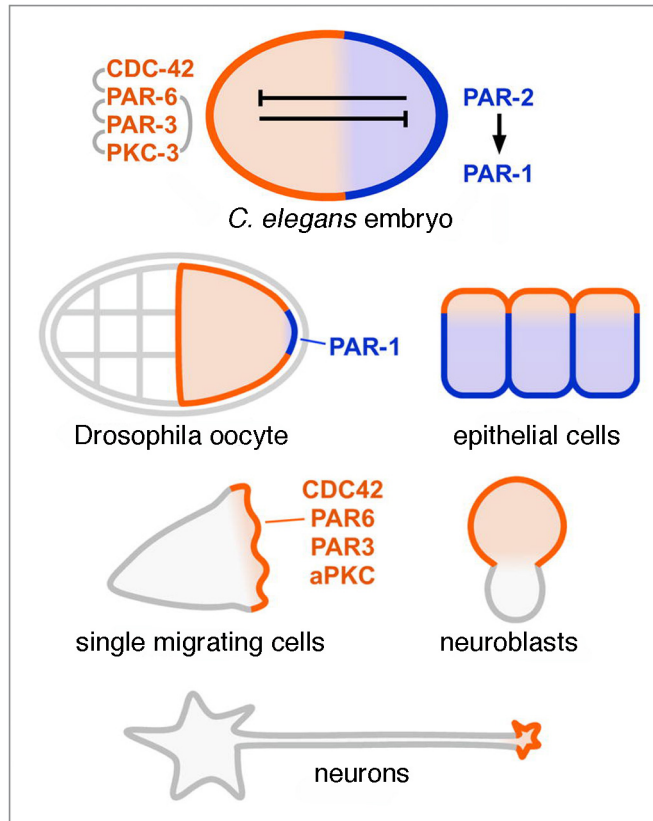 CDC-42
PAR-6
PAR-3
PKC-3
PAR-2
PAR-1
C. elegans embryo
PAR-1
Drosophila oocyte
epithelial cells
CDC42
PAR6
PAR3
aPKC
single migrating cells
neuroblasts
neurons